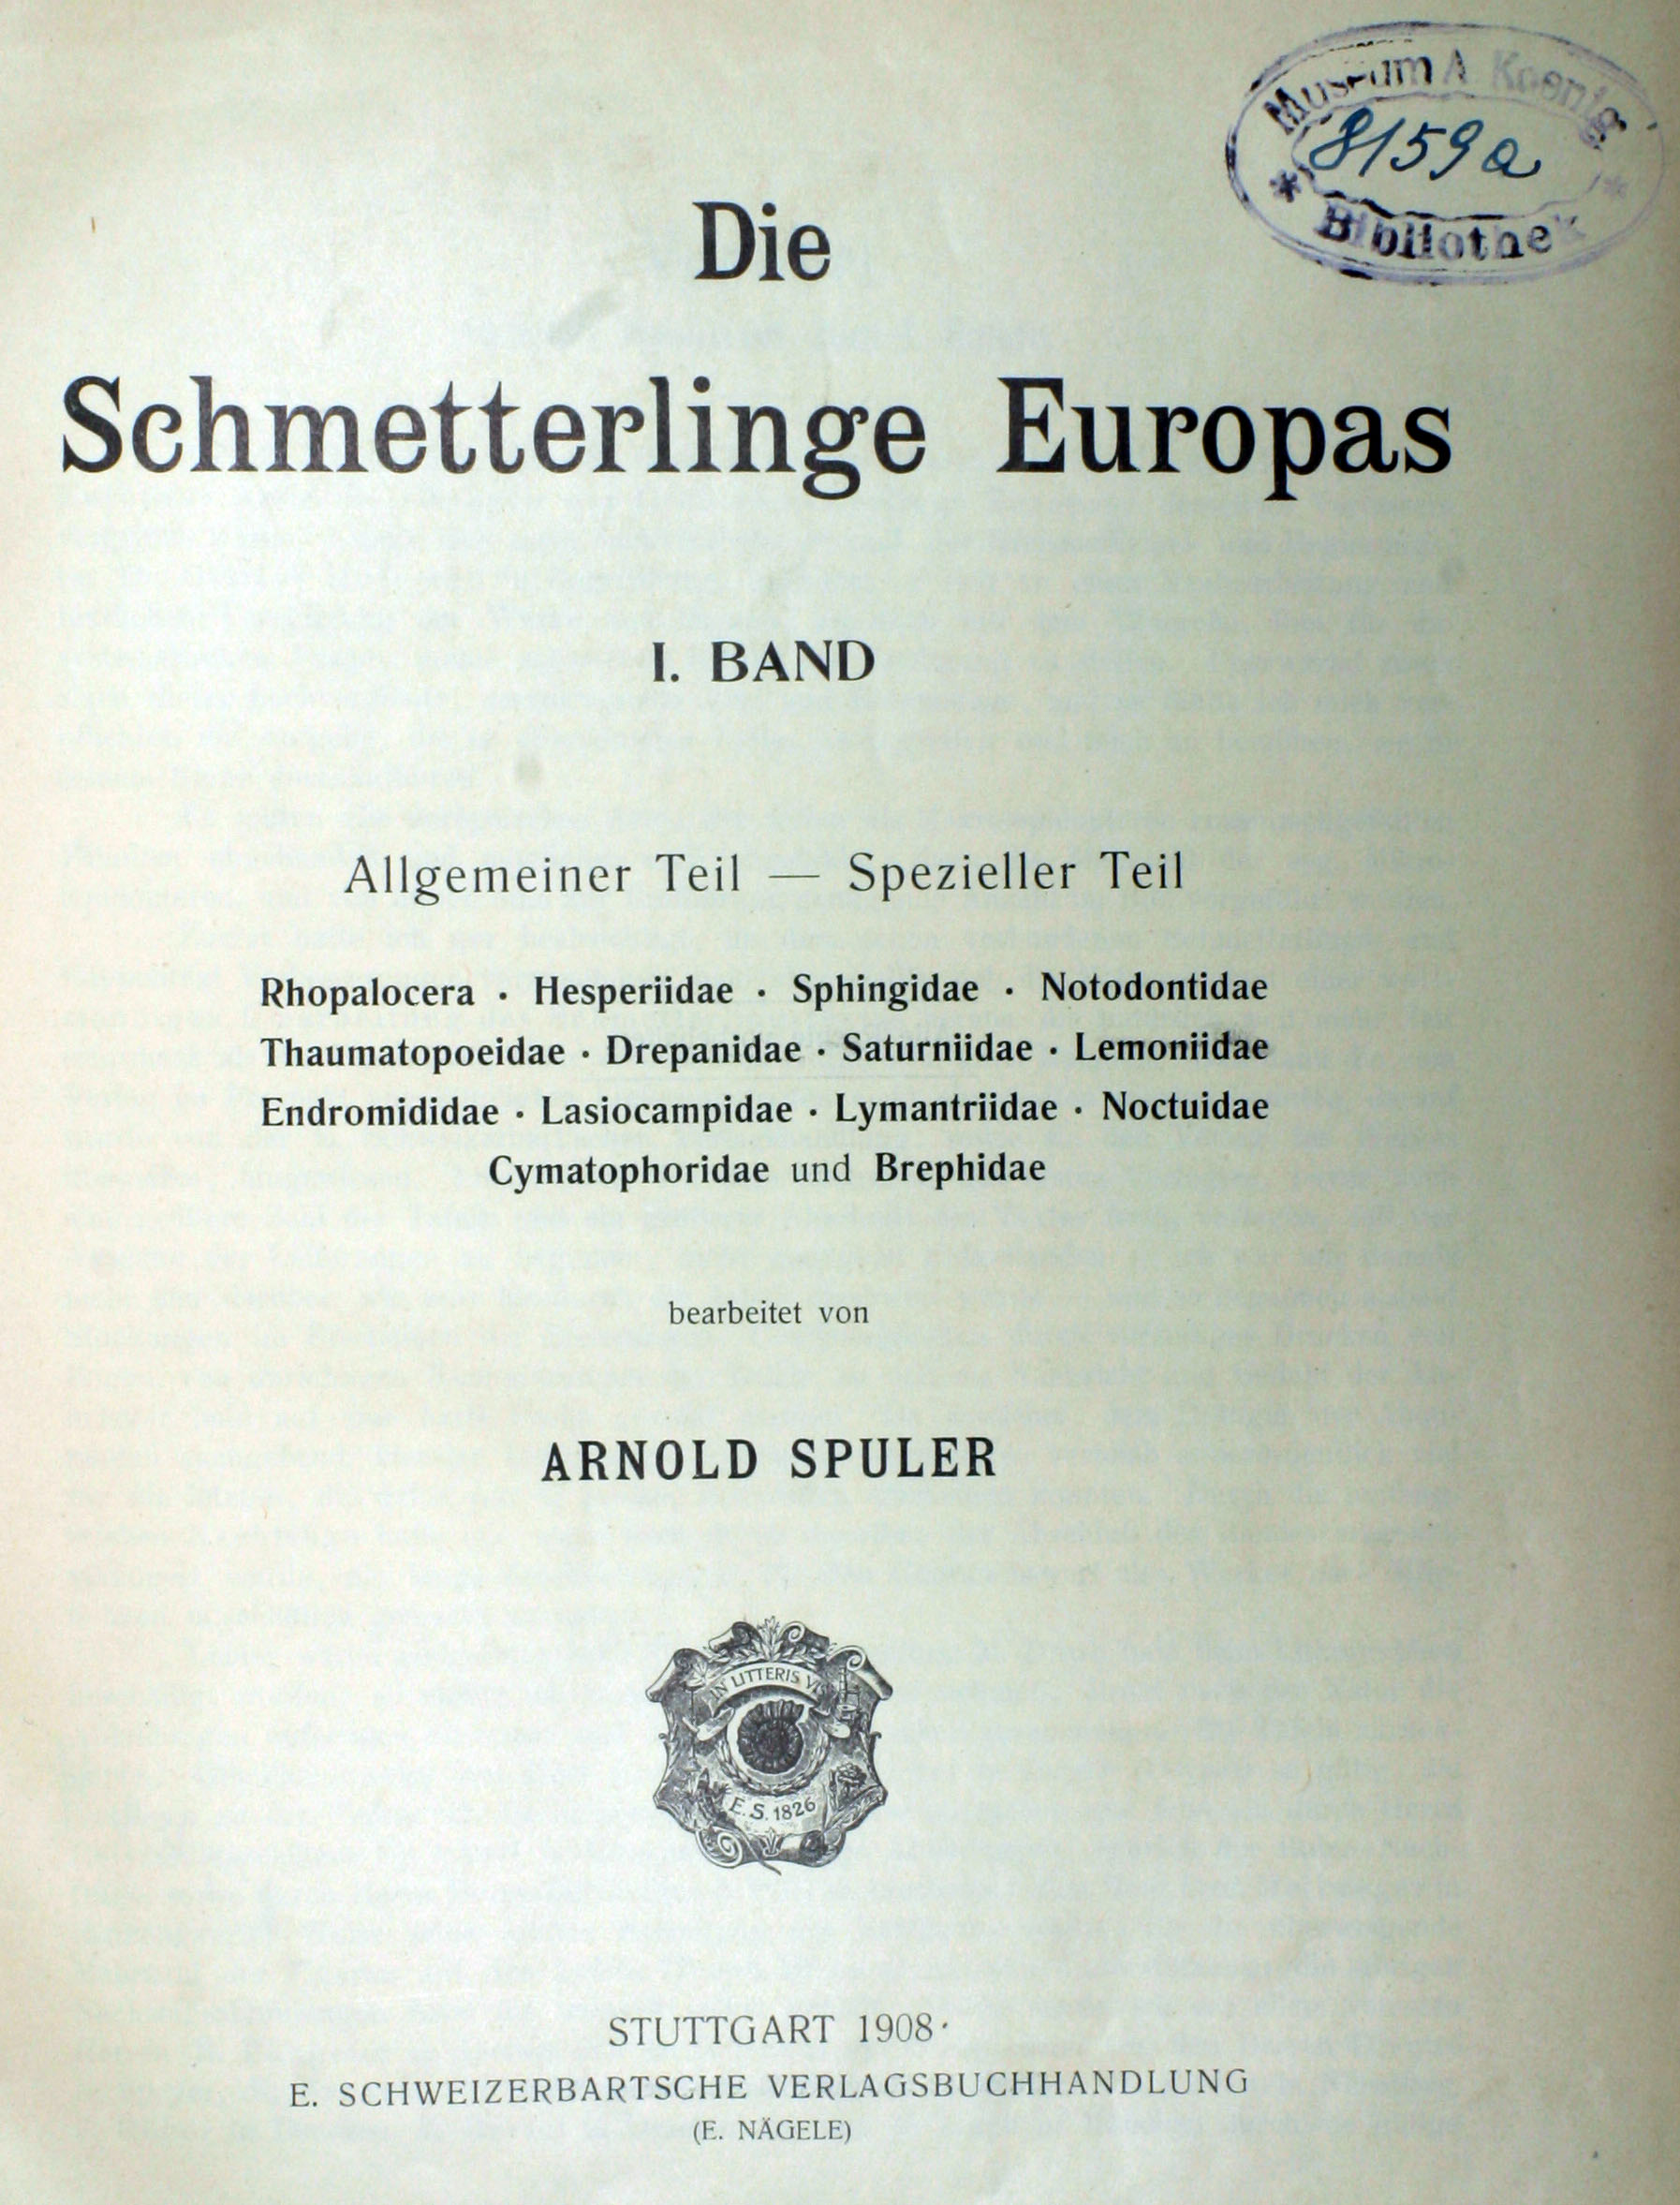 Museum A. Koenig
8159a
* Bibliothek *
Die
Schmetterlinge Europas
I. BAND
Allgemeiner Teil — Spezieller Teil
Rhopalocera · Hesperiidae · Sphingidae · Notodontidae
Thaumatopoeidae · Drepanidae · Saturniidae · Lemoniidae
Endromididae · Lasiocampidae · Lymantriidae · Noctuidae
Cymatophoridae und Brephidae
bearbeitet von
ARNOLD SPULER
IN LITTERIS
E. S. 1826
STUTTGART 1908·
E. SCHWEIZERBARTSCHE VERLAGSBUCHHANDLUNG
(E. NÄGELE)